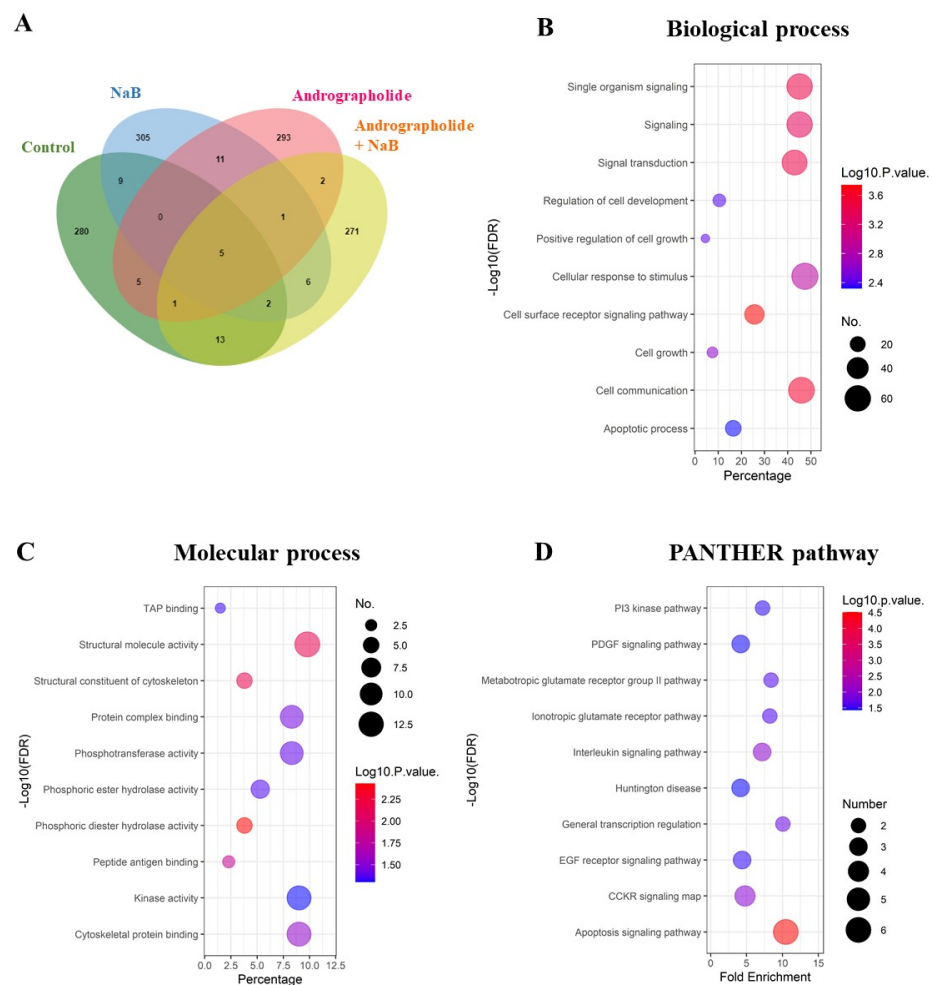 A
NaB
Andrographolide
Andrographolide
+ NaB
Control
305
293
11
9
2
280
0
1
271
5
5
6
1
2
13
B
Biological process
-Log10(FDR)
Single organism signaling
Signaling
Signal transduction
Regulation of cell development
Positive regulation of cell growth
Cellular response to stimulus
Cell surface receptor signaling pathway
Cell growth
Cell communication
Apoptotic process
0 10 20 30 40 50
Percentage
Log10.P.value.
3.6
3.2
2.8
2.4
No.
20
40
60
C
Molecular process
-Log10(FDR)
TAP binding
Structural molecule activity
Structural constituent of cytoskeleton
Protein complex binding
Phosphotransferase activity
Phosphoric ester hydrolase activity
Phosphoric diester hydrolase activity
Peptide antigen binding
Kinase activity
Cytoskeletal protein binding
0.0 2.5 5.0 7.5 10.0 12.5
Percentage
No.
2.5
5.0
7.5
10.0
12.5
Log10.P.value.
2.25
2.00
1.75
1.50
D
PANTHER pathway
-Log10(FDR)
PI3 kinase pathway
PDGF signaling pathway
Metabotropic glutamate receptor group II pathway
Ionotropic glutamate receptor pathway
Interleukin signaling pathway
Huntington disease
General transcription regulation
EGF receptor signaling pathway
CCKR signaling map
Apoptosis signaling pathway
0 5 10 15
Fold Enrichment
Log10.p.value.
4.5
4.0
3.5
3.0
2.5
2.0
1.5
Number
2
3
4
5
6